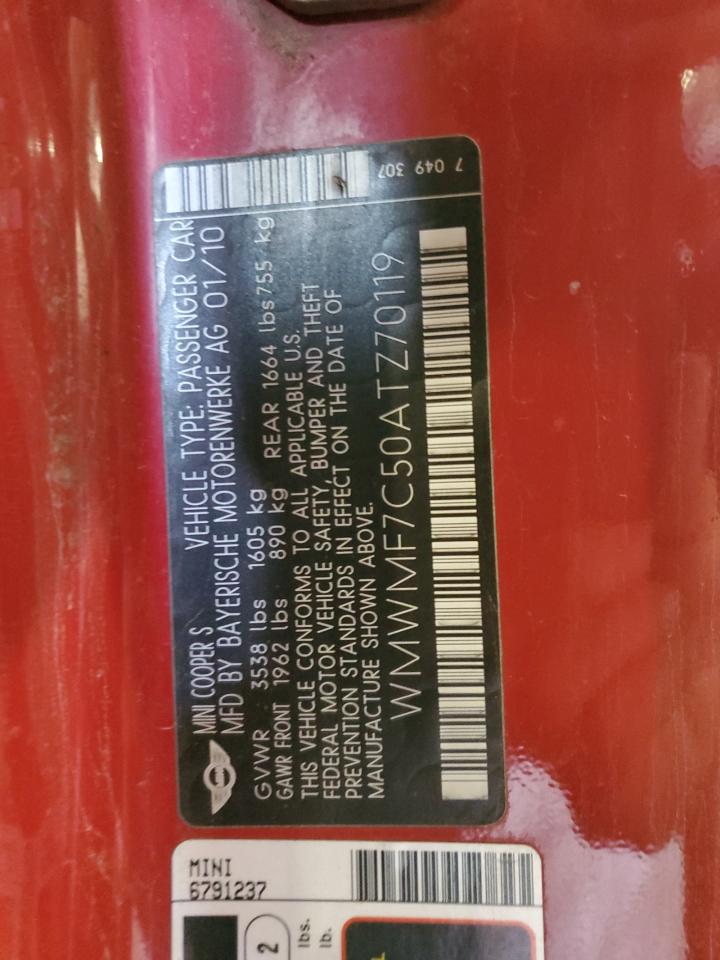 7 049 307
MINI COOPER S VEHICLE TYPE: PASSENGER CAR
MFD BY BAYERISCHE MOTORENWERKE AG 01/10
GVWR 3538 lbs 1605 kg
GAWR FRONT 1962 lbs 890 kg REAR 1664 lbs 755 kg
THIS VEHICLE CONFORMS TO ALL APPLICABLE U.S.
FEDERAL MOTOR VEHICLE SAFETY, BUMPER AND THEFT
PREVENTION STANDARDS IN EFFECT ON THE DATE OF
MANUFACTURE SHOWN ABOVE.
WMWMF7C50ATZ70119
MINI
6791237
2
lbs.
lb.
L